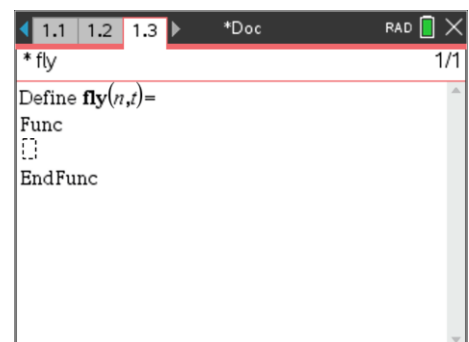 1.1 1.2 1.3 *Doc RAD
* fly 1/1
Define fly(n,t)=
Func
EndFunc